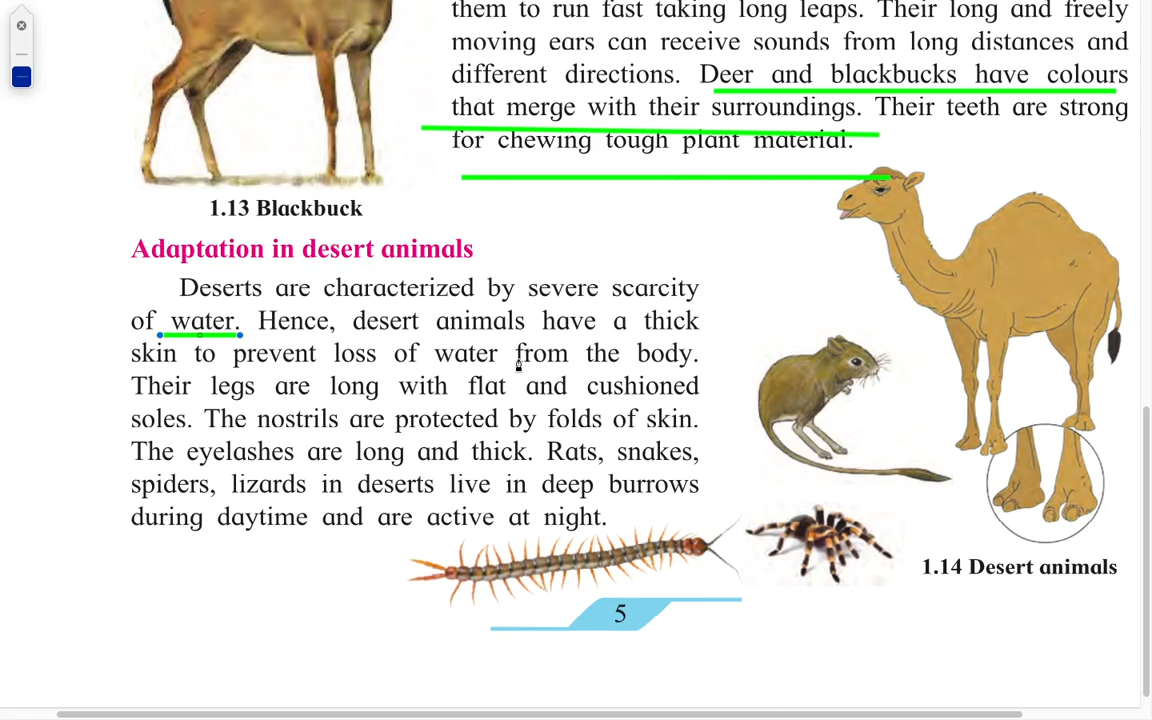 them to run fast taking long leaps. Their long and freely
moving ears can receive sounds from long distances and
different directions. Deer and blackbucks have colours
that merge with their surroundings. Their teeth are strong
for chewing tough plant material.
1.13 Blackbuck
Adaptation in desert animals
Deserts are characterized by severe scarcity
of water. Hence, desert animals have a thick
skin to prevent loss of water from the body.
Their legs are long with flat and cushioned
soles. The nostrils are protected by folds of skin.
The eyelashes are long and thick. Rats, snakes,
spiders, lizards in deserts live in deep burrows
during daytime and are active at night.
1.14 Desert animals
5